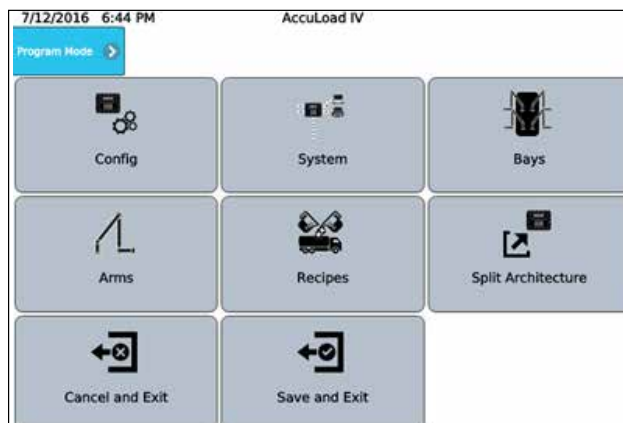 7/12/2016 6:44 PM AccuLoad IV
Program Mode
Config System Bays
Arms Recipes Split Architecture
Cancel and Exit Save and Exit